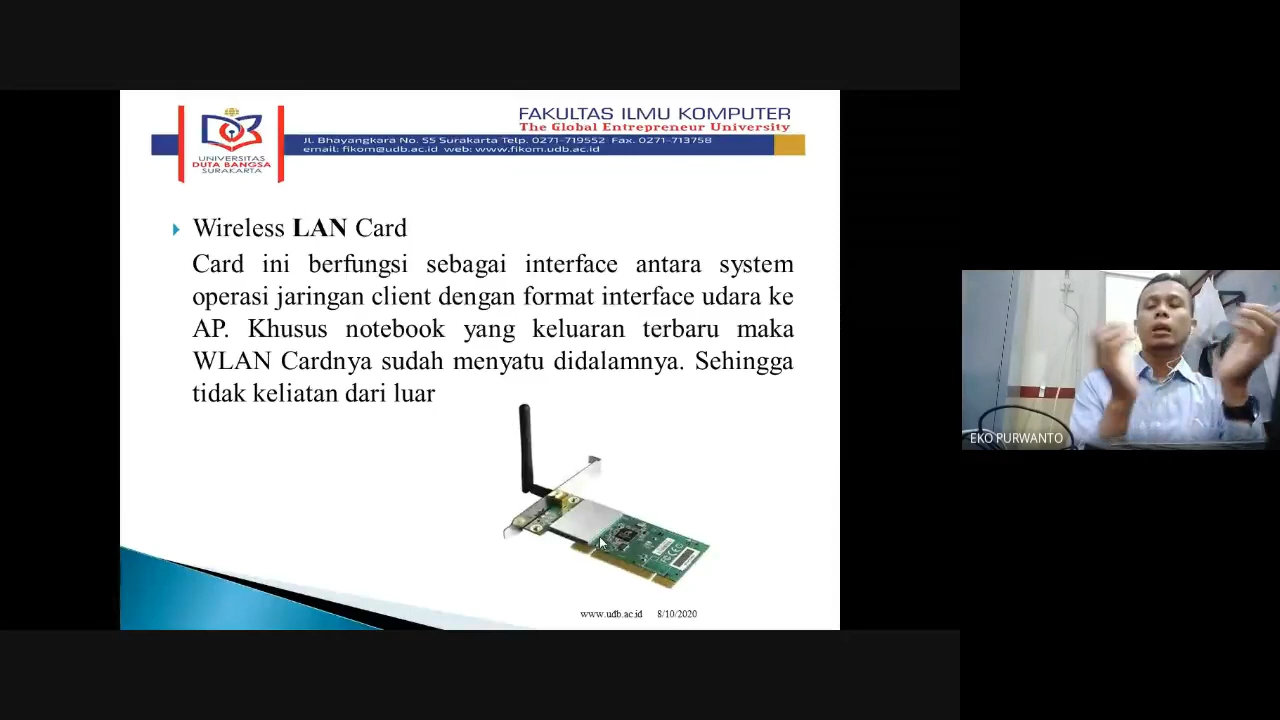 FAKULTAS ILMU KOMPUTER
The Global Entrepreneur University
Jl. Bhayangkara No. 55 Surakarta Telp. 0271-719552 Fax. 0271-713758
email: fikom@udb.ac.id web: www.fikom.udb.ac.id
UNIVERSITAS
DUTA BANGSA
SURAKARTA
Wireless LAN Card
Card ini berfungsi sebagai interface antara system
operasi jaringan client dengan format interface udara ke
AP. Khusus notebook yang keluaran terbaru maka
WLAN Cardnya sudah menyatu didalamnya. Sehingga
tidak keliatan dari luar
EKO PURWANTO
www.udb.ac.id 8/10/2020